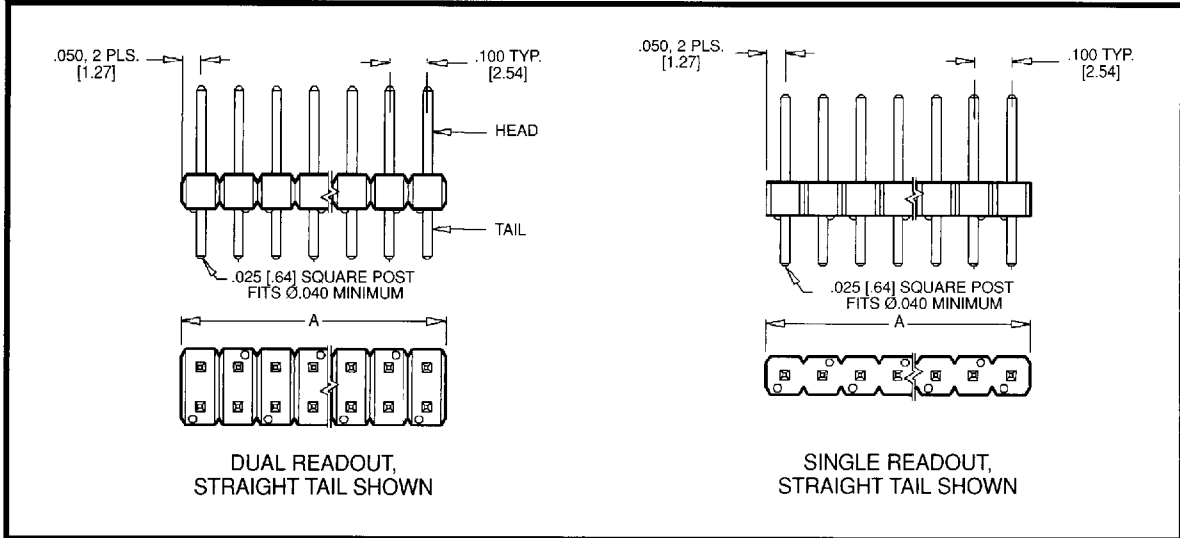 .050, 2 PLS.
[1.27]
.100 TYP.
[2.54]
HEAD
TAIL
.025 [.64] SQUARE POST
FITS Ø.040 MINIMUM
A
DUAL READOUT,
STRAIGHT TAIL SHOWN
.050, 2 PLS.
[1.27]
.100 TYP.
[2.54]
.025 [.64] SQUARE POST
FITS Ø.040 MINIMUM
A
SINGLE READOUT,
STRAIGHT TAIL SHOWN